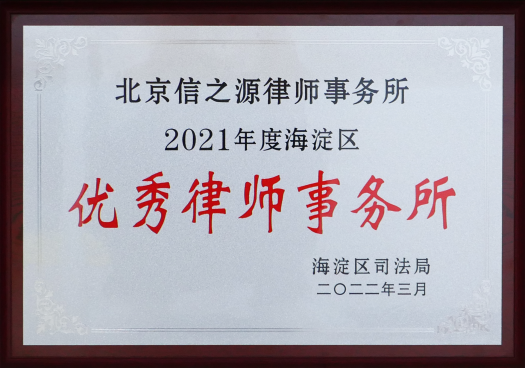 北京信之源律师事务所
2021年度海淀区
优秀律师事务所
海淀区司法局
二〇二二年三月